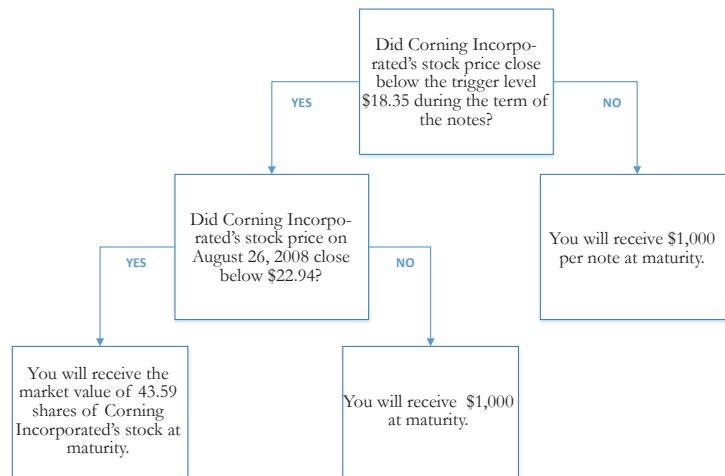 Did Corning Incorpo-
rated's stock price close
below the trigger level
$18.35 during the term of
the notes?
YES
NO
Did Corning Incorpo-
rated's stock price on
August 26, 2008 close
below $22.94?
You will receive $1,000
per note at maturity.
YES
NO
You will receive the
market value of 43.59
shares of Corning
Incorporated's stock at
maturity.
You will receive $1,000
at maturity.